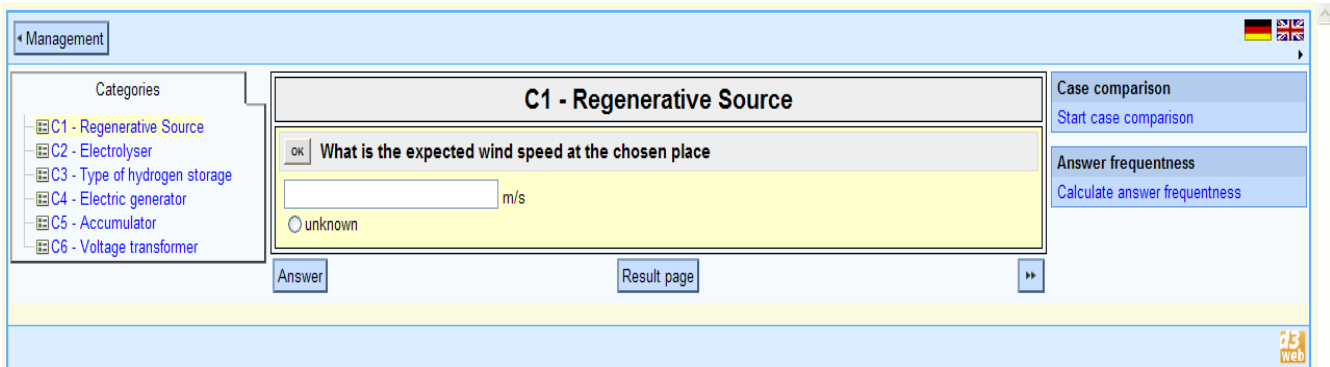 Management
Categories
C1 - Regenerative Source
C2 - Electrolyser
C3 - Type of hydrogen storage
C4 - Electric generator
C5 - Accumulator
C6 - Voltage transformer
C1 - Regenerative Source
OK What is the expected wind speed at the chosen place
m/s
unknown
Answer
Result page
Case comparison
Start case comparison
Answer frequentness
Calculate answer frequentness
d3
web